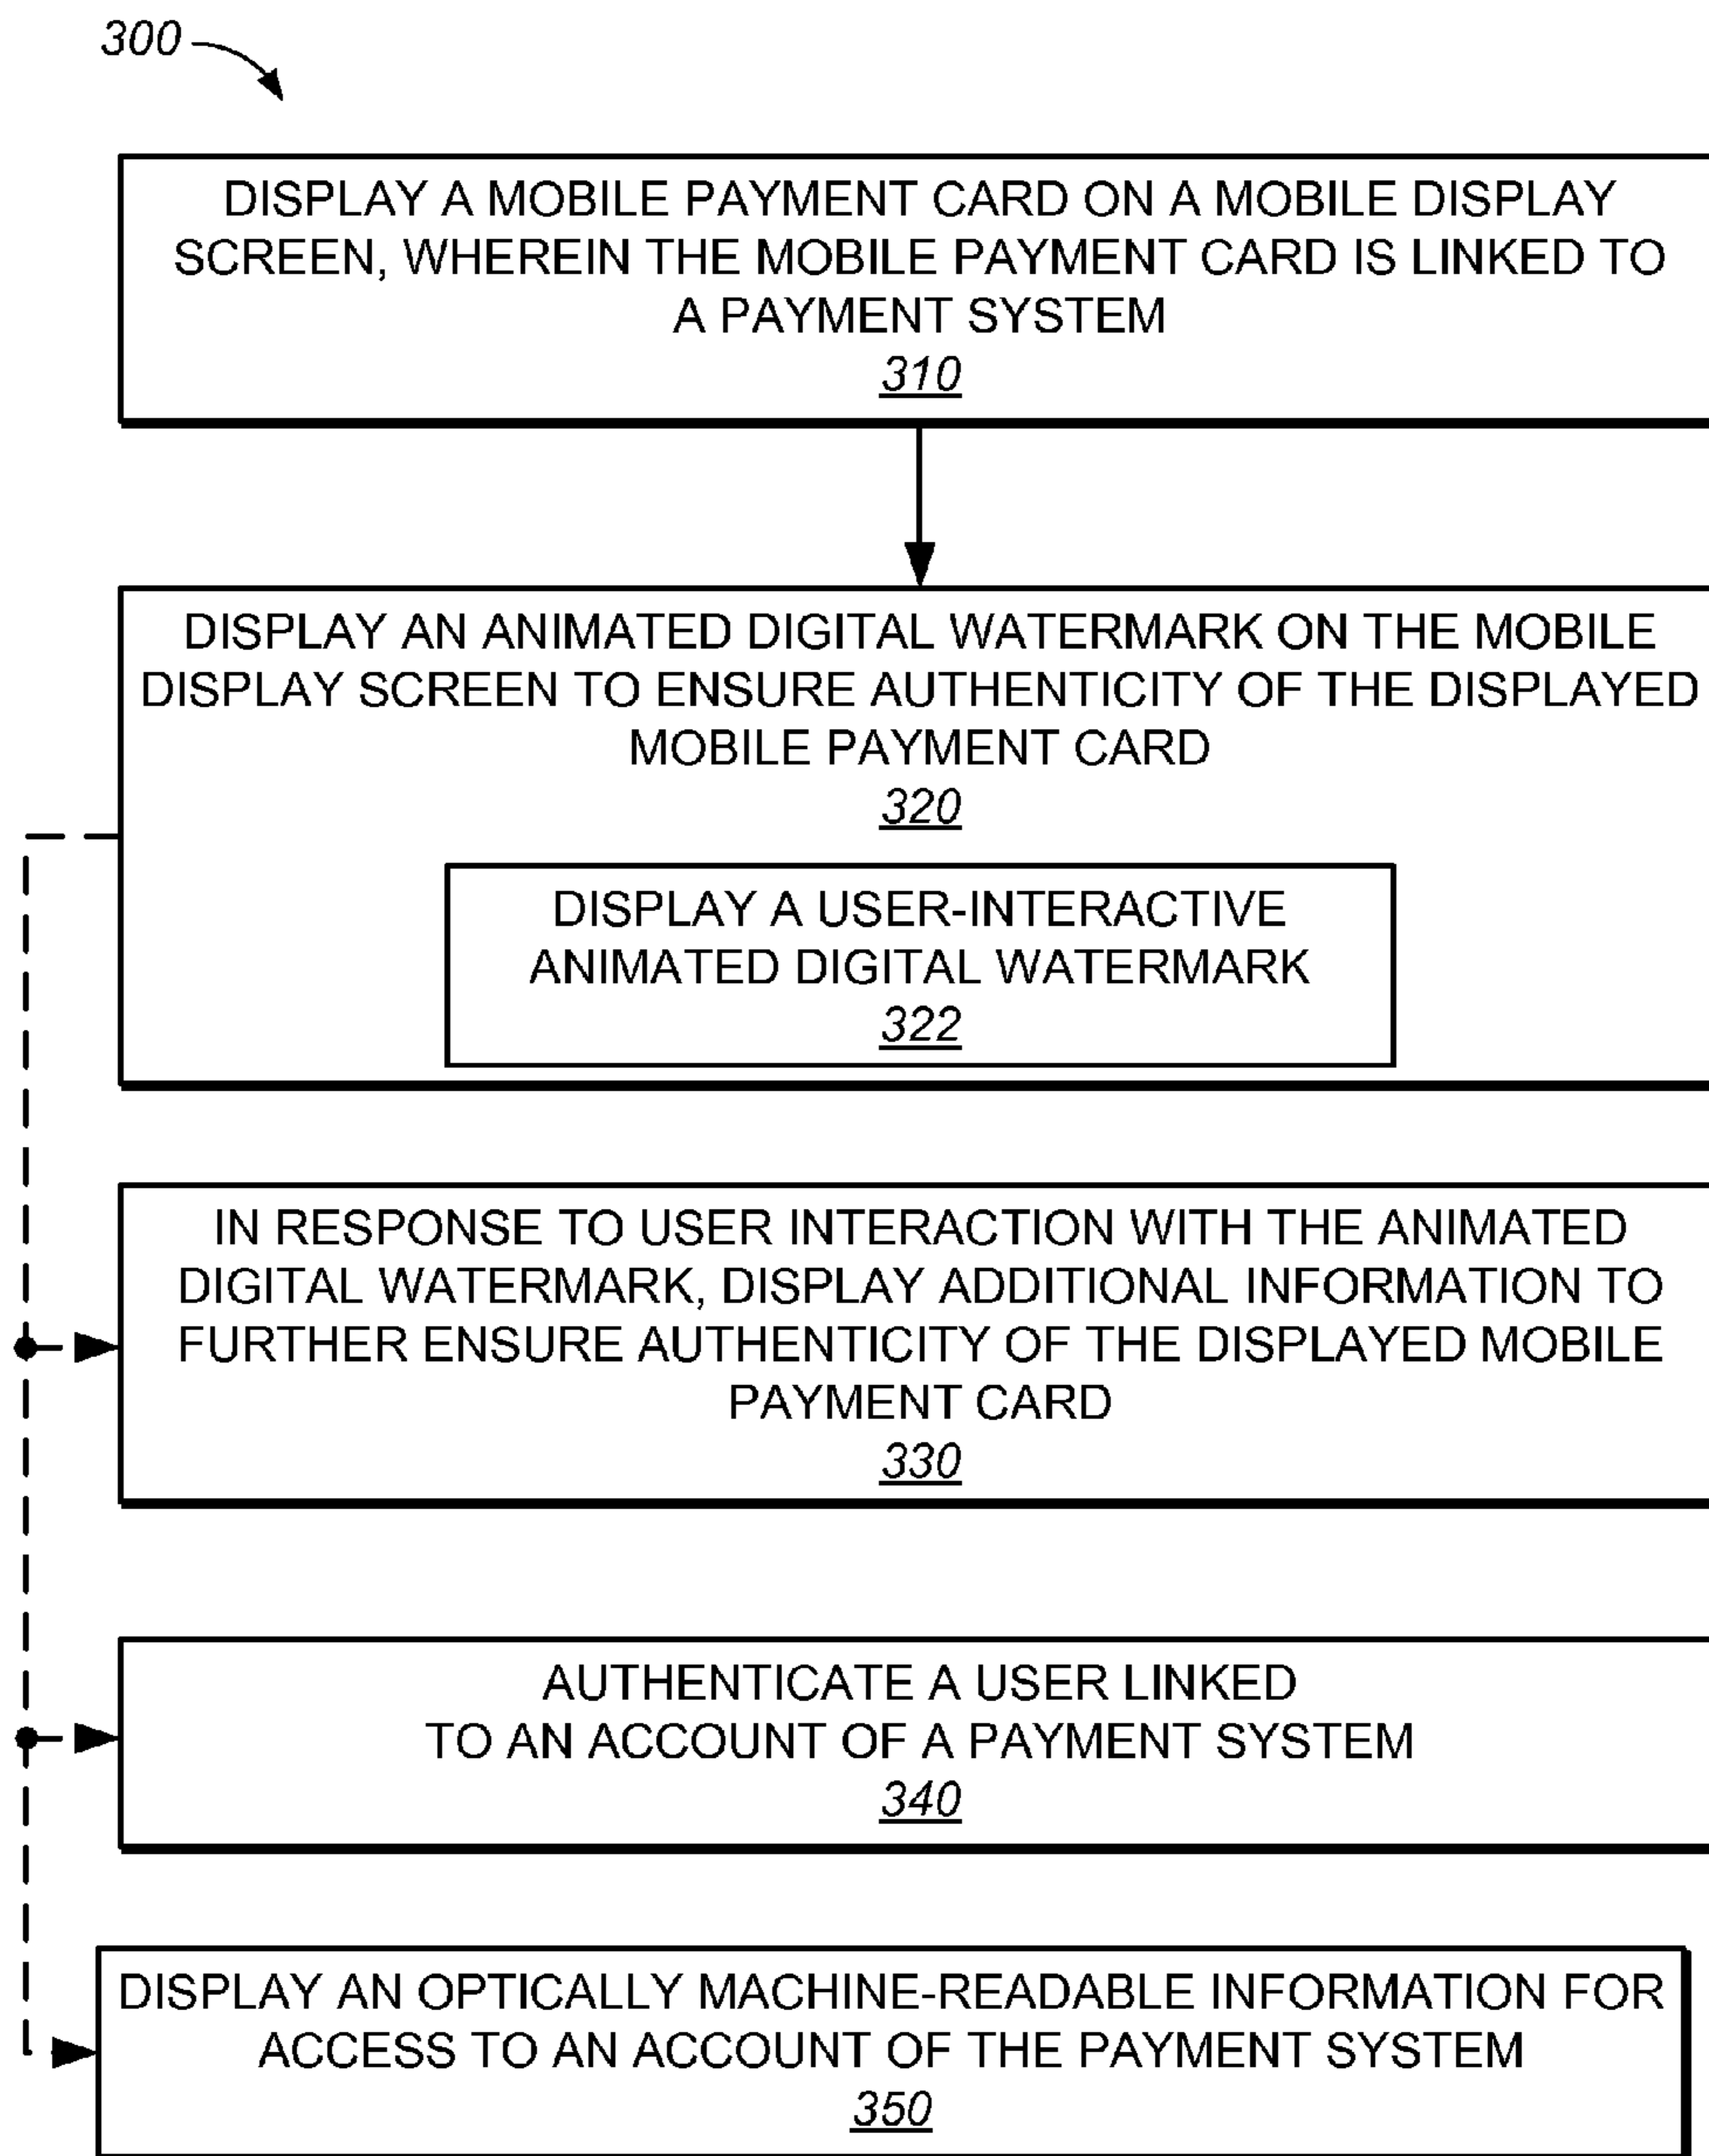 300
DISPLAY A MOBILE PAYMENT CARD ON A MOBILE DISPLAY
SCREEN, WHEREIN THE MOBILE PAYMENT CARD IS LINKED TO
A PAYMENT SYSTEM
310
DISPLAY AN ANIMATED DIGITAL WATERMARK ON THE MOBILE
DISPLAY SCREEN TO ENSURE AUTHENTICITY OF THE DISPLAYED
MOBILE PAYMENT CARD
320
DISPLAY A USER-INTERACTIVE
ANIMATED DIGITAL WATERMARK
322
IN RESPONSE TO USER INTERACTION WITH THE ANIMATED
DIGITAL WATERMARK, DISPLAY ADDITIONAL INFORMATION TO
FURTHER ENSURE AUTHENTICITY OF THE DISPLAYED MOBILE
PAYMENT CARD
330
AUTHENTICATE A USER LINKED
TO AN ACCOUNT OF A PAYMENT SYSTEM
340
DISPLAY AN OPTICALLY MACHINE-READABLE INFORMATION FOR
ACCESS TO AN ACCOUNT OF THE PAYMENT SYSTEM
350